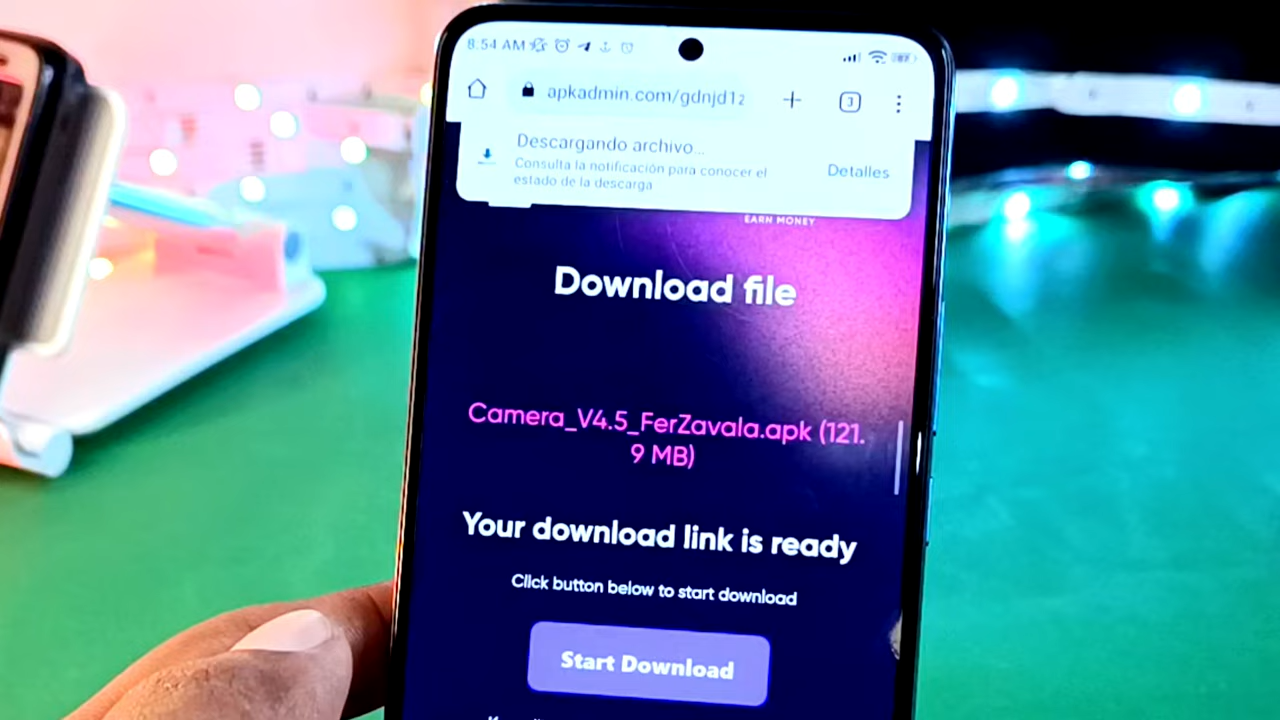 8:54 AM
apkadmin.com/gdnjd1z
3
Descargando archivo...
Consulta la notificación para conocer el
estado de la descarga
Detalles
EARN MONEY
Download file
Camera_V4.5_FerZavala.apk (121.
9 MB)
Your download link is ready
Click button below to start download
Start Download